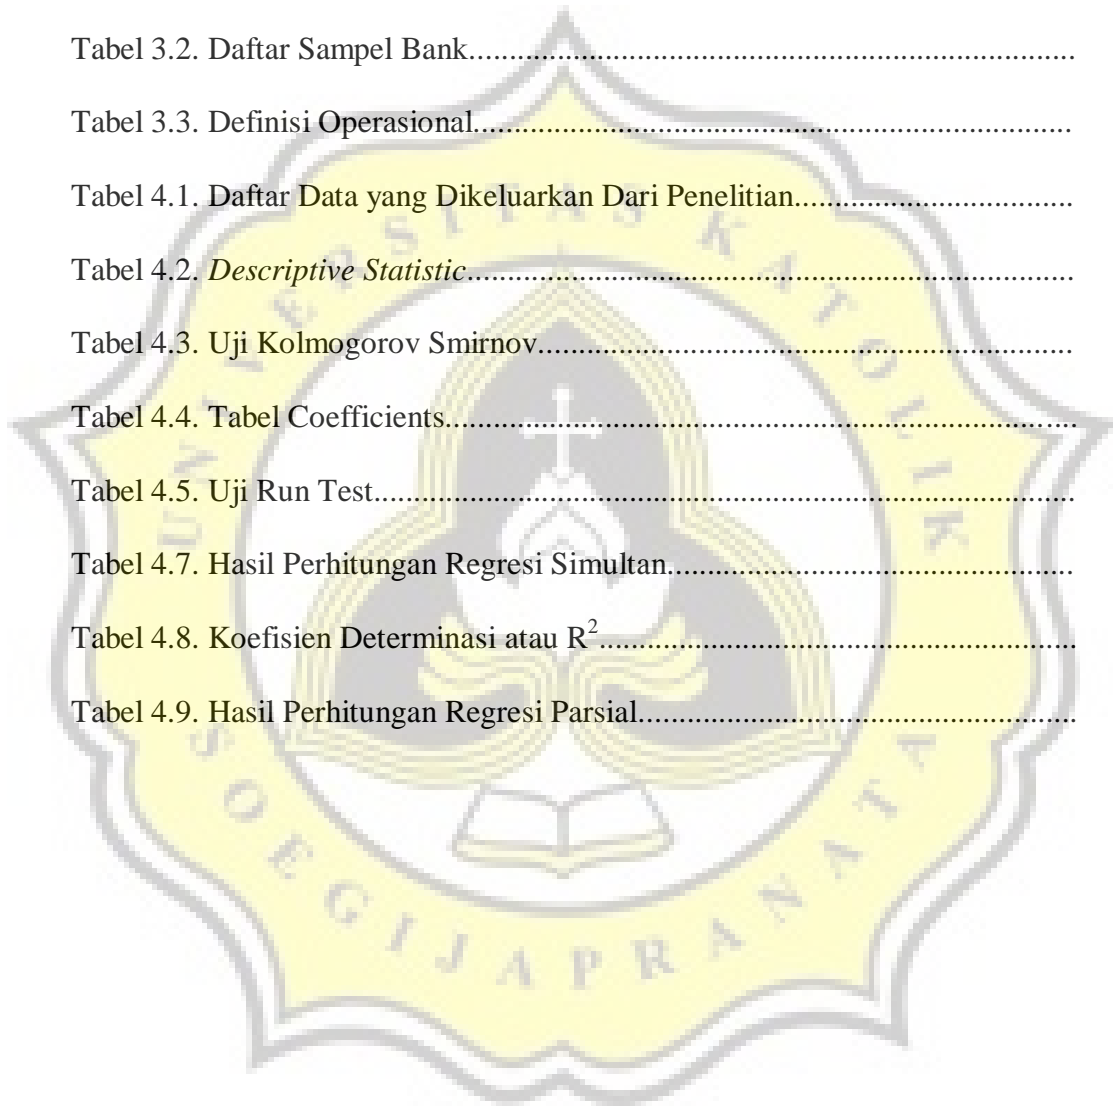 Tabel 3.2. Daftar Sampel Bank..........................................................................
Tabel 3.3. Definisi Operasional.........................................................................
Tabel 4.1. Daftar Data yang Dikeluarkan Dari Penelitian..................................
Tabel 4.2. Descriptive Statistic..........................................................................
Tabel 4.3. Uji Kolmogorov Smirnov.................................................................
Tabel 4.4. Tabel Coefficients.............................................................................
Tabel 4.5. Uji Run Test.....................................................................................
Tabel 4.7. Hasil Perhitungan Regresi Simultan..................................................
Tabel 4.8. Koefisien Determinasi atau R²..........................................................
Tabel 4.9. Hasil Perhitungan Regresi Parsial.....................................................
UNIVERSITAS KATOLIK
SOEGIJAPRANATA